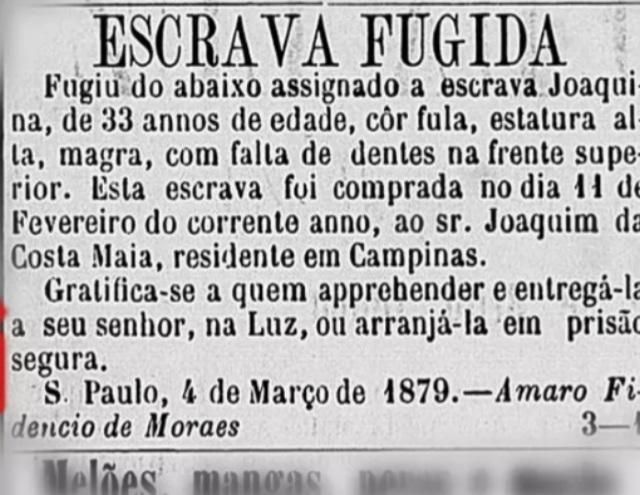 ESCRAVA FUGIDA
Fugiu do abaixo assignado a escrava Joaqui-
na, de 33 annos de edade, côr fula, estatura al-
ta, magra, com falta de dentes na frente supe-
rior. Esta escrava foi comprada no dia 11 de
Fevereiro do corrente anno, ao sr. Joaquim da
Costa Maia, residente em Campinas.
Gratifica-se a quem apprehender e entregá-la
a seu senhor, na Luz, ou arranjá-la em prisão
segura.
S. Paulo, 4 de Março de 1879.—Amaro Fi-
dencio de Moraes 3—1
Melões mangas